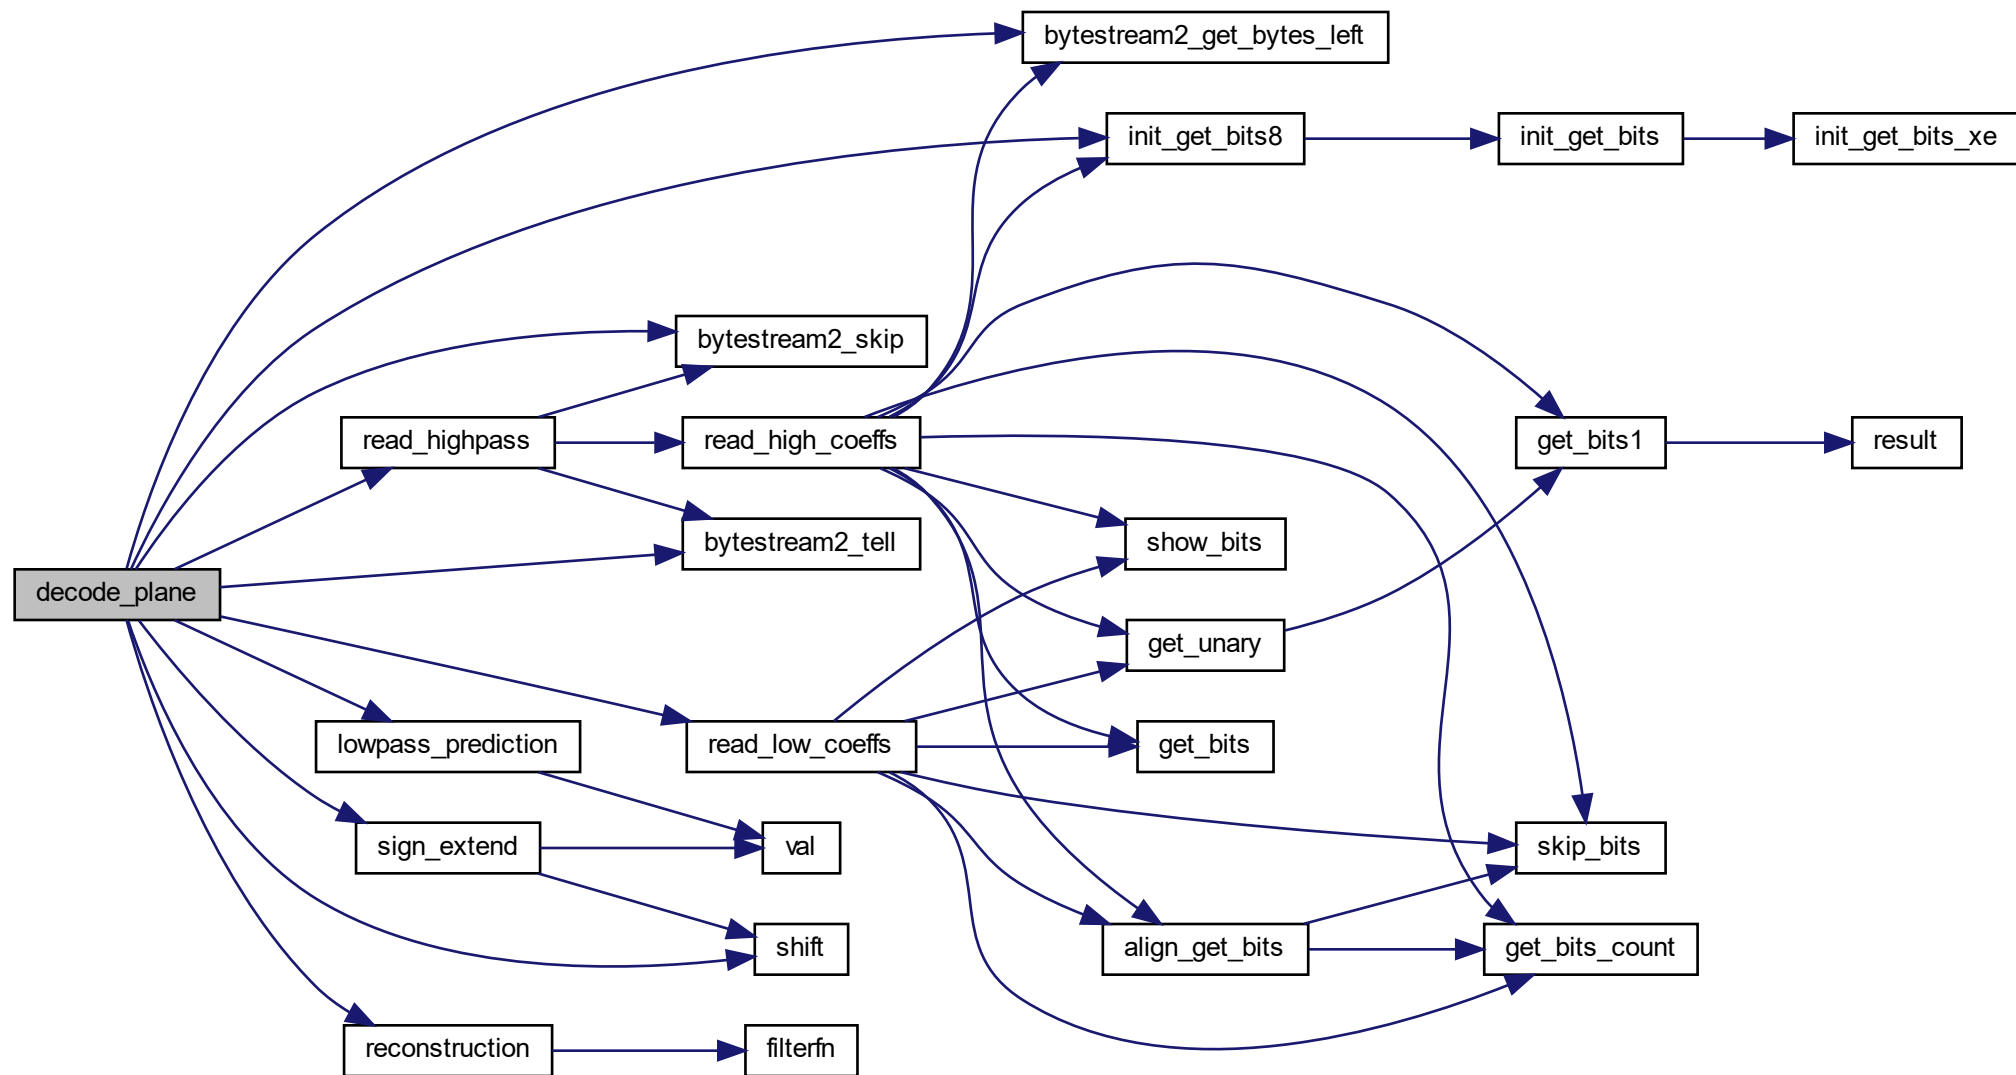 bytestream2_get_bytes_left
init_get_bits8
init_get_bits
init_get_bits_xe
bytestream2_skip
read_highpass
read_high_coeffs
get_bits1
result
bytestream2_tell
show_bits
decode_plane
get_unary
lowpass_prediction
read_low_coeffs
get_bits
sign_extend
val
skip_bits
shift
align_get_bits
get_bits_count
reconstruction
filterfn